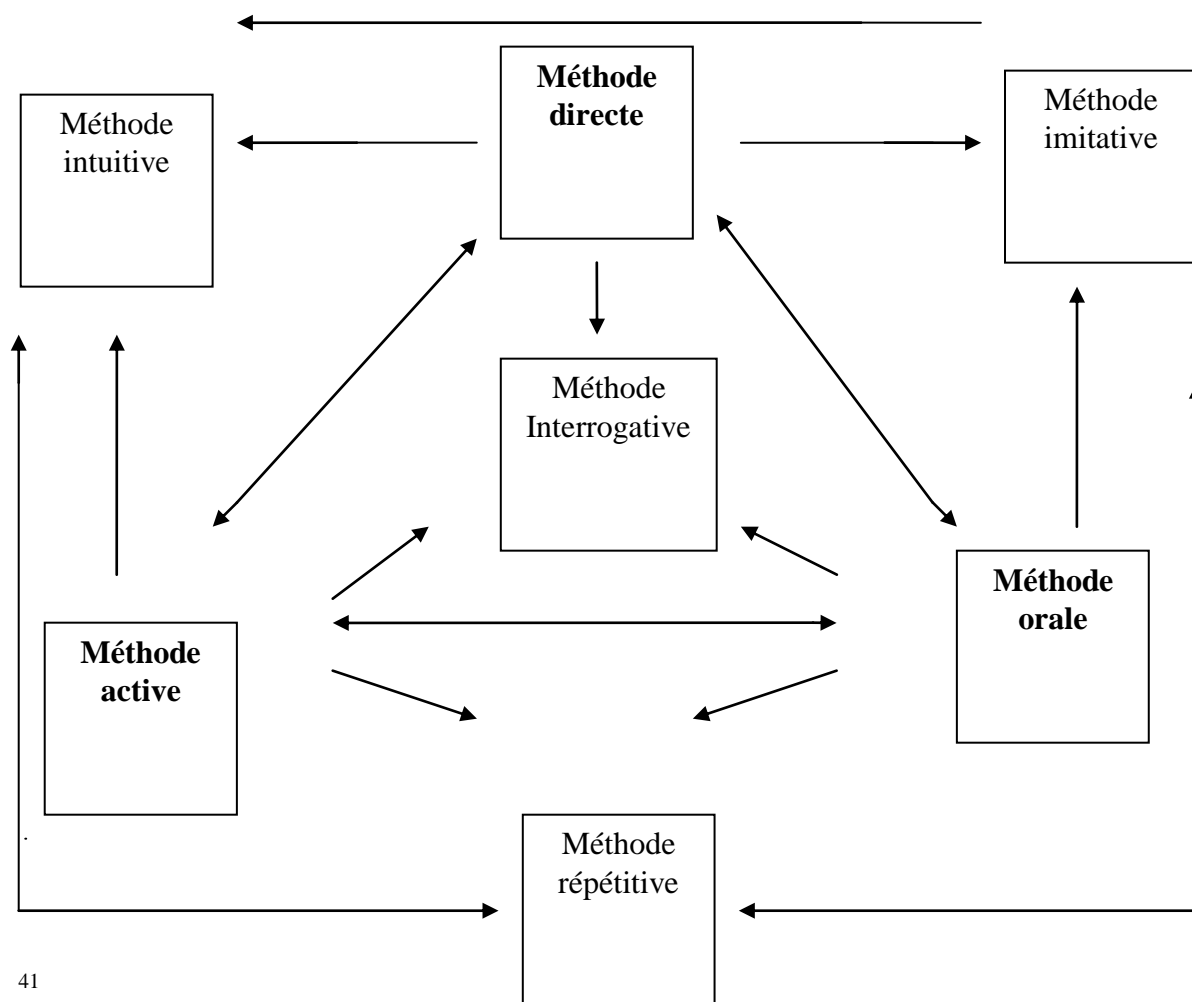 Méthode
directe
Méthode
intuitive
Méthode
imitative
Méthode
Interrogative
Méthode
orale
Méthode
active
Méthode
répétitive
41